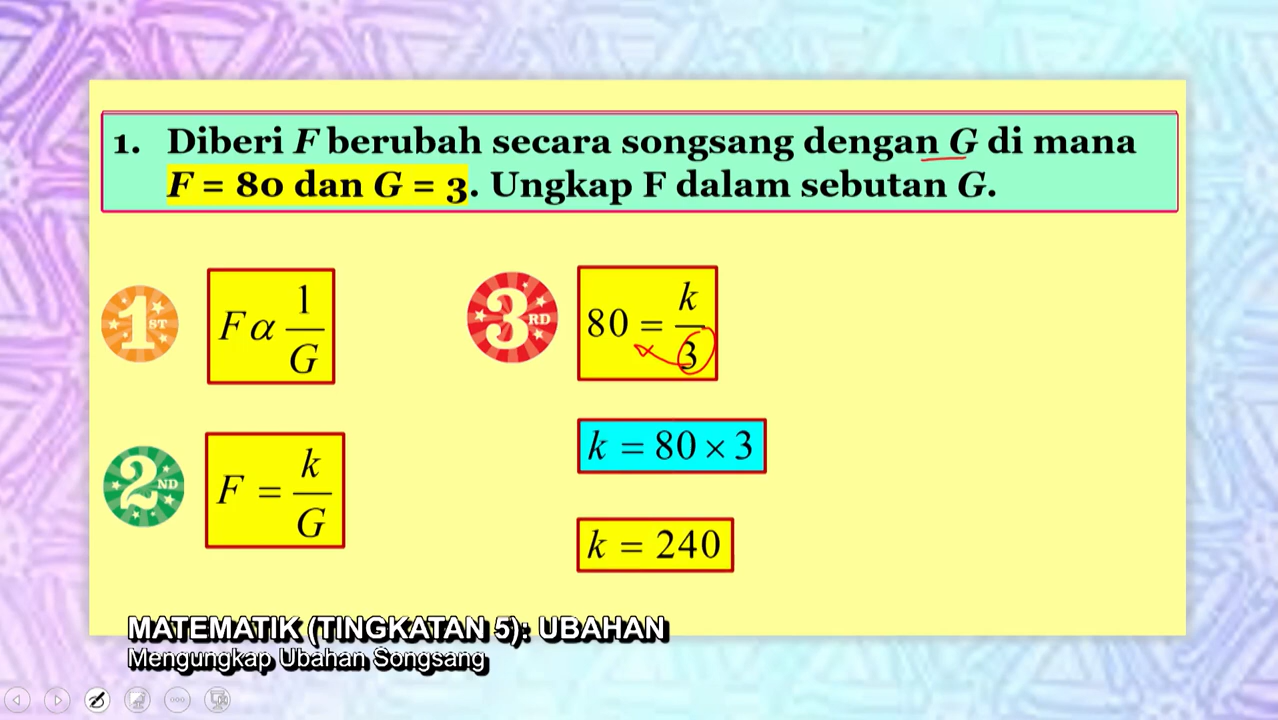 1. Diberi F berubah secara songsang dengan G di mana
F = 80 dan G = 3. Ungkap F dalam sebutan G.
1ST
F α 1/G
2ND
F = k/G
3RD
80 = k/3
k = 80 × 3
k = 240
MATEMATIK (TINGKATAN 5): UBAHAN
Mengungkap Ubahan Songsang